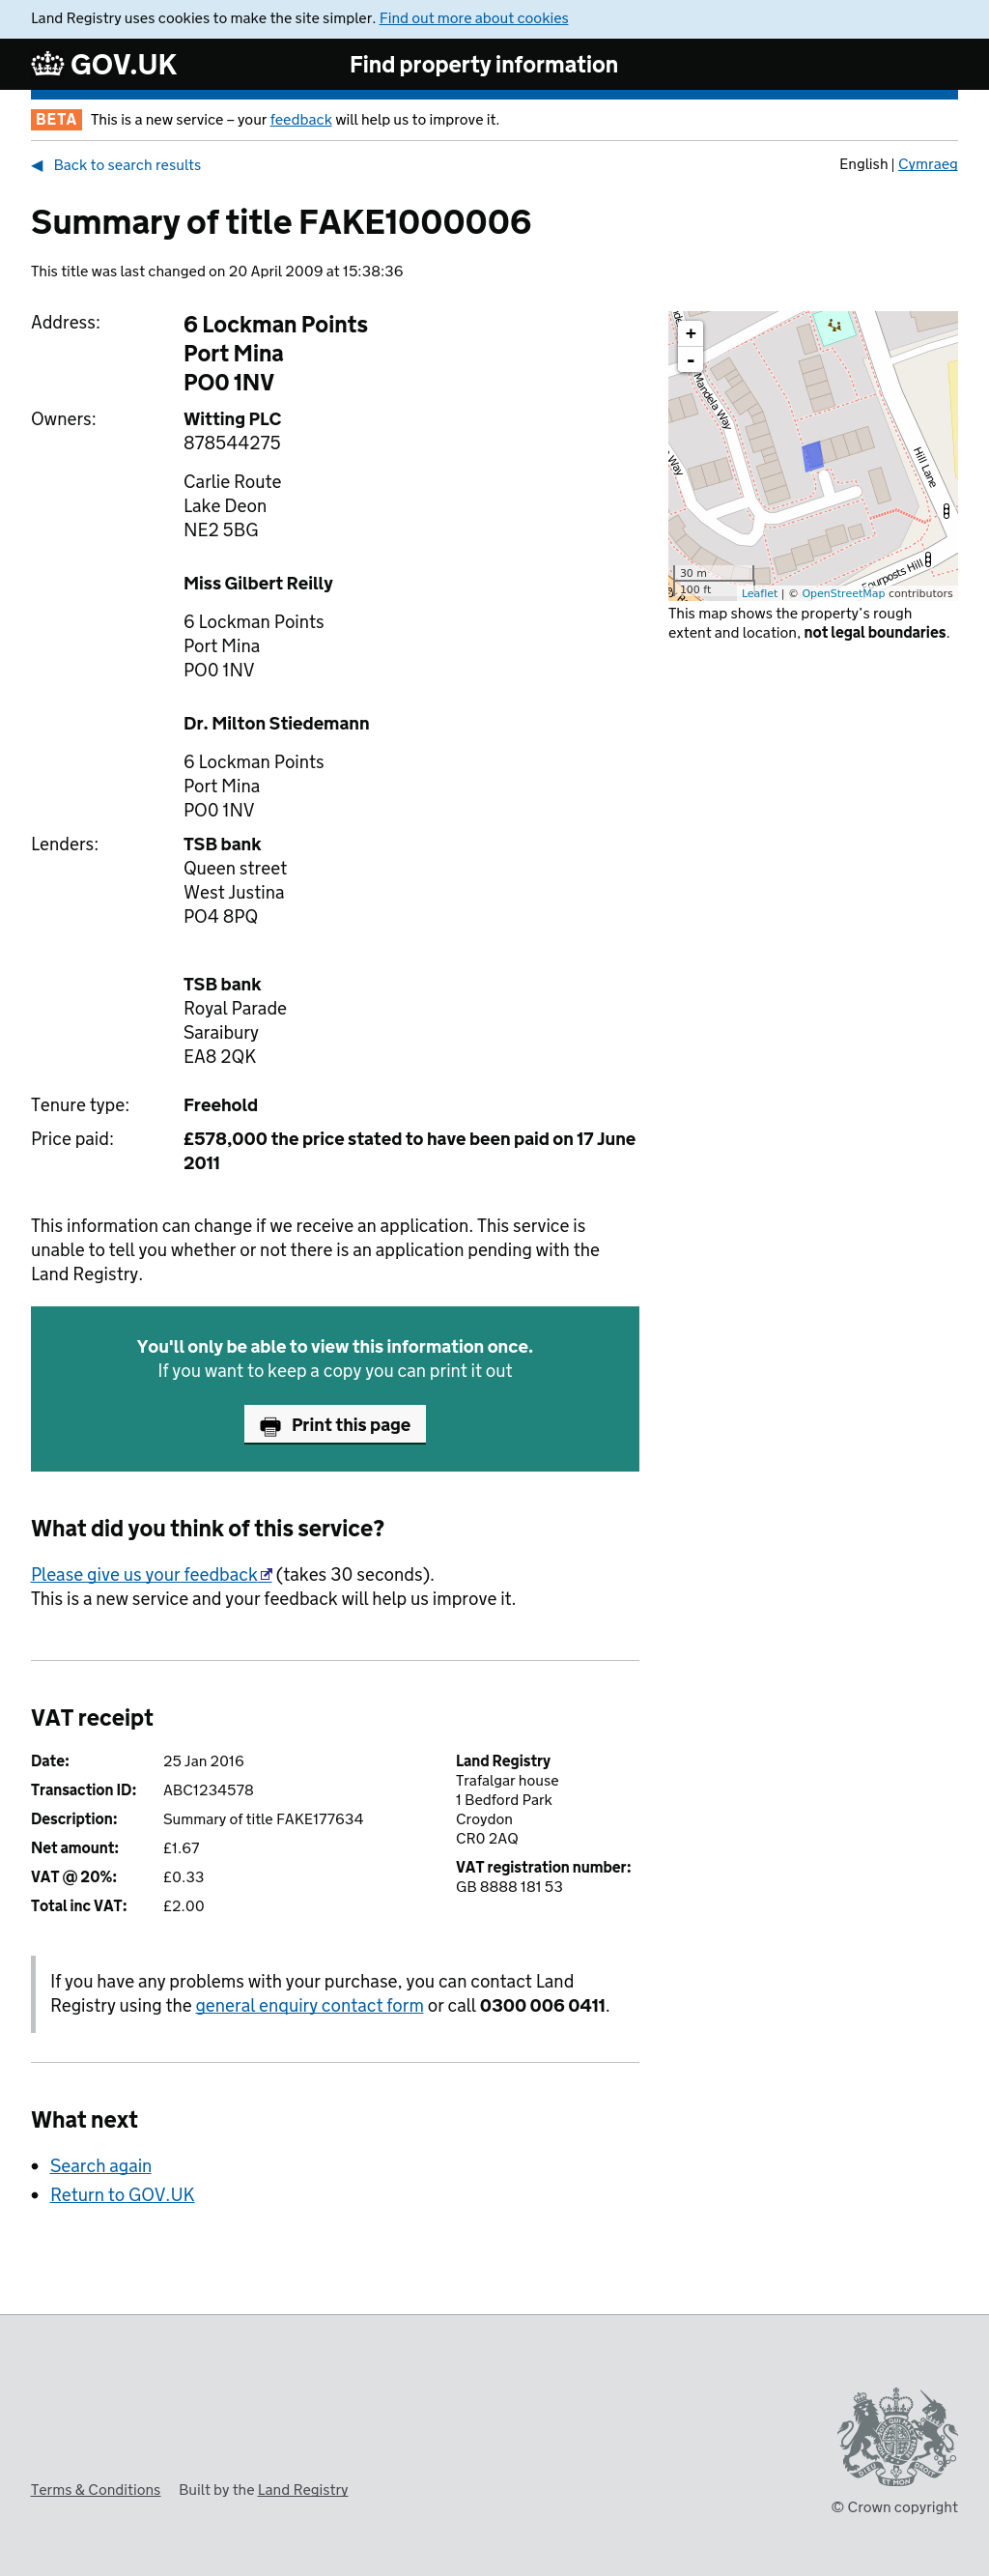 Land Registry uses cookies to make the site simpler. Find out more about cookies
GOV.UK
Find property information
BETA This is a new service – your feedback will help us to improve it.
Back to search results
English | Cymraeg
Summary of title FAKE1000006
This title was last changed on 20 April 2009 at 15:38:36
Address: 6 Lockman Points
Port Mina
PO0 1NV
Owners: Witting PLC
878544275
Carlie Route
Lake Deon
NE2 5BG
Miss Gilbert Reilly
6 Lockman Points
Port Mina
PO0 1NV
Dr. Milton Stiedemann
6 Lockman Points
Port Mina
PO0 1NV
Lenders: TSB bank
Queen street
West Justina
PO4 8PQ
TSB bank
Royal Parade
Saraibury
EA8 2QK
Tenure type: Freehold
Price paid: £578,000 the price stated to have been paid on 17 June
2011
+
-
Mandela Way
Way
Hill Lane
Fourposts Hill
30 m
100 ft
Leaflet | © OpenStreetMap contributors
This map shows the property's rough
extent and location, not legal boundaries.
This information can change if we receive an application. This service is
unable to tell you whether or not there is an application pending with the
Land Registry.
You'll only be able to view this information once.
If you want to keep a copy you can print it out
Print this page
What did you think of this service?
Please give us your feedback (takes 30 seconds).
This is a new service and your feedback will help us improve it.
VAT receipt
Date: 25 Jan 2016
Transaction ID: ABC1234578
Description: Summary of title FAKE177634
Net amount: £1.67
VAT @ 20%: £0.33
Total inc VAT: £2.00
Land Registry
Trafalgar house
1 Bedford Park
Croydon
CR0 2AQ
VAT registration number:
GB 8888 181 53
If you have any problems with your purchase, you can contact Land
Registry using the general enquiry contact form or call 0300 006 0411.
What next
Search again
Return to GOV.UK
Terms & Conditions Built by the Land Registry
DIEU ET MON DROIT
© Crown copyright